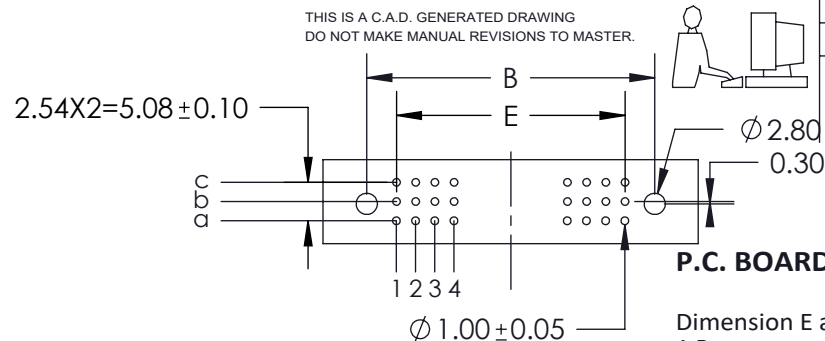 THIS IS A C.A.D. GENERATED DRAWING
DO NOT MAKE MANUAL REVISIONS TO MASTER.
B
2.54X2=5.08±0.10
E
Ø2.80
0.30
c
b
a
1 2 3 4
P.C. BOARD
Ø1.00±0.05
Dimension E a